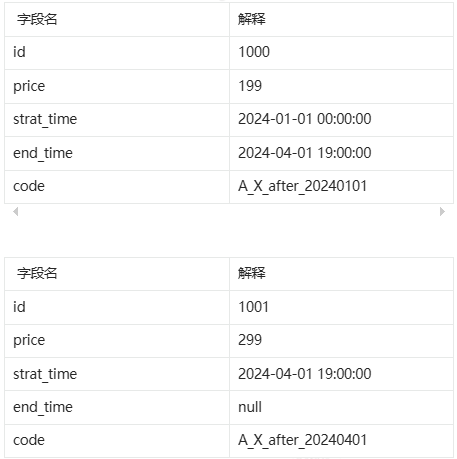 字段名 解释
id 1000
price 199
strat_time 2024-01-01 00:00:00
end_time 2024-04-01 19:00:00
code A_X_after_20240101
字段名 解释
id 1001
price 299
strat_time 2024-04-01 19:00:00
end_time null
code A_X_after_20240401